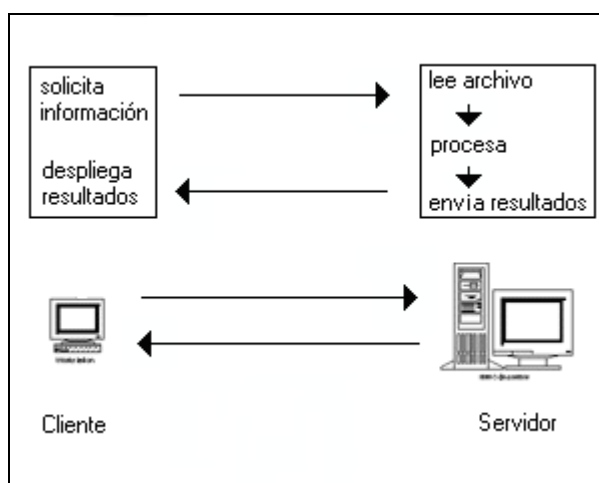 solicita
información
despliega
resultados
lee archivo
procesa
envia resultados
Cliente
Servidor